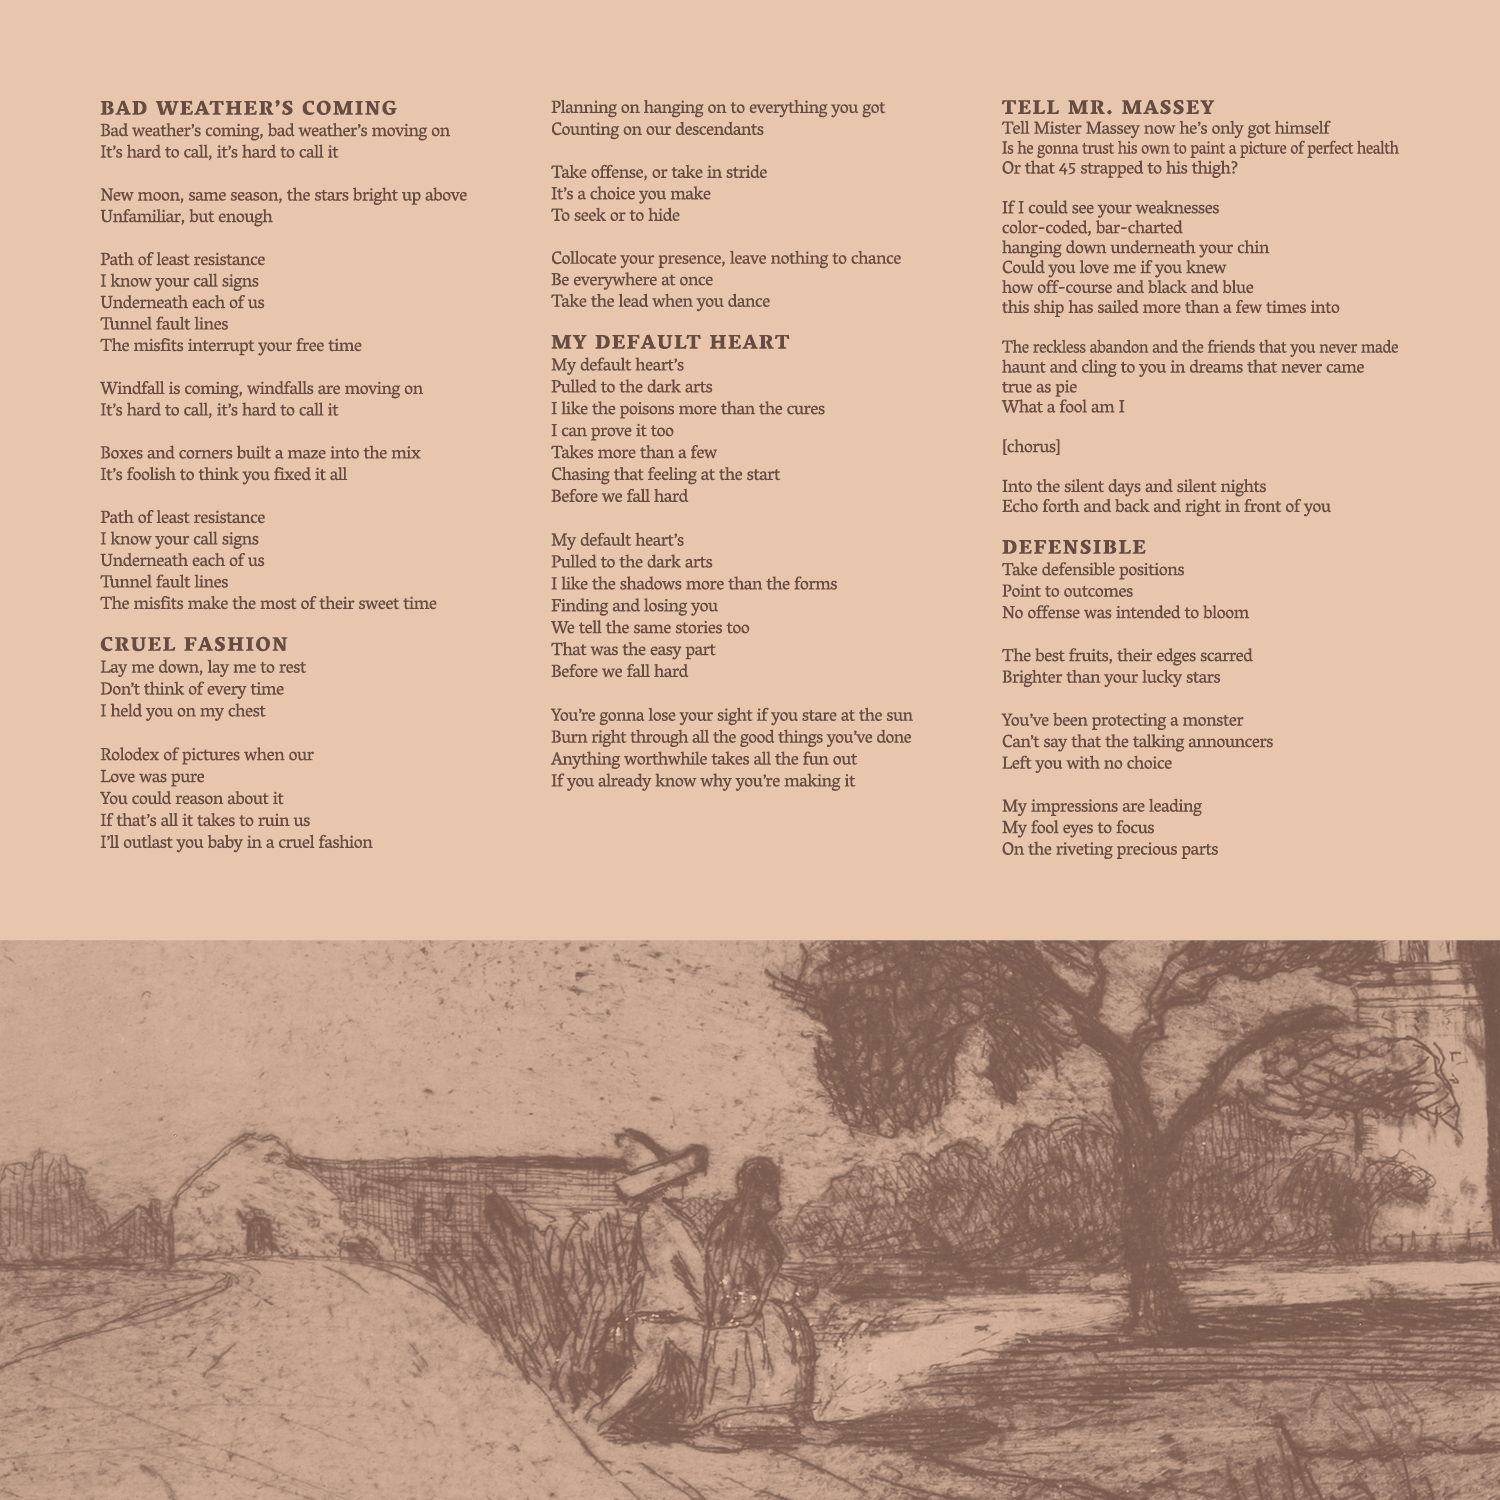 BAD WEATHER'S COMING
Bad weather's coming, bad weather's moving on
It's hard to call, it's hard to call it

New moon, same season, the stars bright up above
Unfamiliar, but enough

Path of least resistance
I know your call signs
Underneath each of us
Tunnel fault lines
The misfits interrupt your free time

Windfall is coming, windfalls are moving on
It's hard to call, it's hard to call it

Boxes and corners built a maze into the mix
It's foolish to think you fixed it all

Path of least resistance
I know your call signs
Underneath each of us
Tunnel fault lines
The misfits make the most of their sweet time

CRUEL FASHION
Lay me down, lay me to rest
Don't think of every time
I held you on my chest

Rolodex of pictures when our
Love was pure
You could reason about it
If that's all it takes to ruin us
I'll outlast you baby in a cruel fashion

Planning on hanging on to everything you got
Counting on our descendants

Take offense, or take in stride
It's a choice you make
To seek or to hide

Collocate your presence, leave nothing to chance
Be everywhere at once
Take the lead when you dance

MY DEFAULT HEART
My default heart's
Pulled to the dark arts
I like the poisons more than the cures
I can prove it too
Takes more than a few
Chasing that feeling at the start
Before we fall hard

My default heart's
Pulled to the dark arts
I like the shadows more than the forms
Finding and losing you
We tell the same stories too
That was the easy part
Before we fall hard

You're gonna lose your sight if you stare at the sun
Burn right through all the good things you've done
Anything worthwhile takes all the fun out
If you already know why you're making it

TELL MR. MASSEY
Tell Mister Massey now he's only got himself
Is he gonna trust his own to paint a picture of perfect health
Or that 45 strapped to his thigh?

If I could see your weaknesses
color-coded, bar-charted
hanging down underneath your chin
Could you love me if you knew
how off-course and black and blue
this ship has sailed more than a few times into

The reckless abandon and the friends that you never made
haunt and cling to you in dreams that never came
true as pie
What a fool am I

[chorus]

Into the silent days and silent nights
Echo forth and back and right in front of you

DEFENSIBLE
Take defensible positions
Point to outcomes
No offense was intended to bloom

The best fruits, their edges scarred
Brighter than your lucky stars

You've been protecting a monster
Can't say that the talking announcers
Left you with no choice

My impressions are leading
My fool eyes to focus
On the riveting precious parts